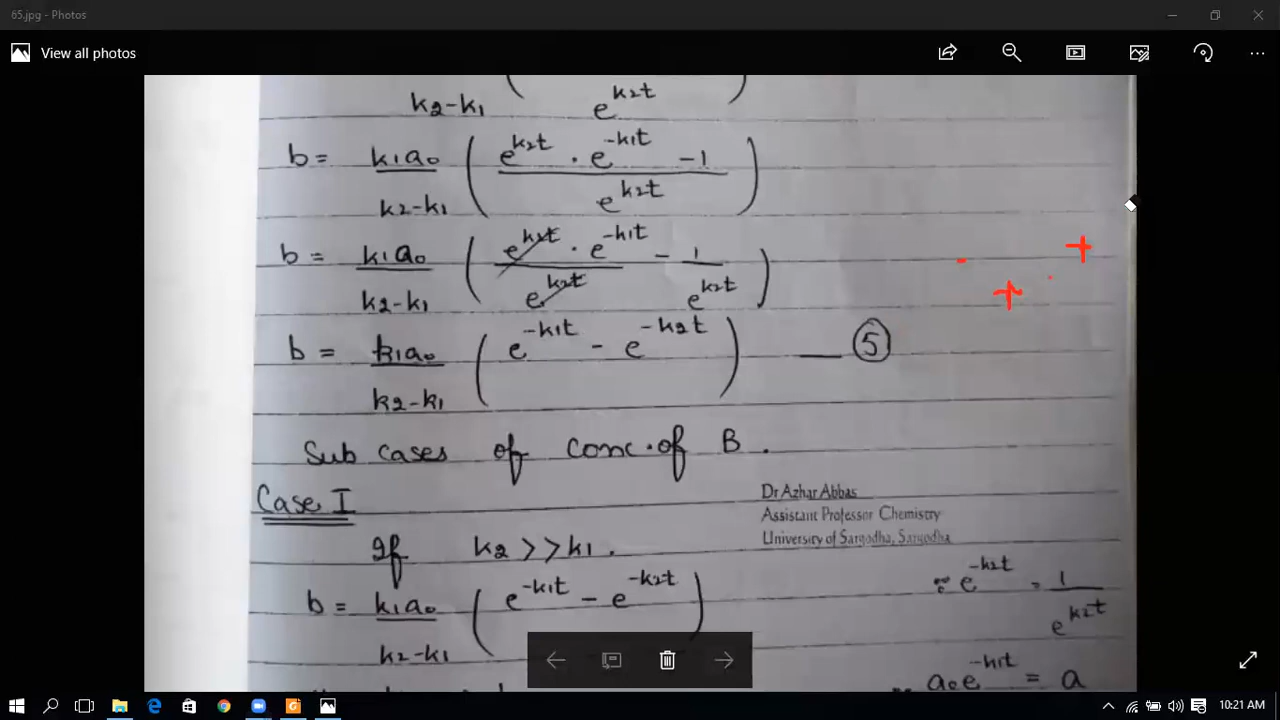 65.jpg - Photos
View all photos
k2-k1 ( e^k2t )
b = k1a0/k2-k1 ( e^k2t . e^-k1t -1 / e^k2t )
b = k1a0/k2-k1 ( e^k2t . e^-k1t / e^k2t - 1/e^k2t )
b = k1a0/k2-k1 ( e^-k1t - e^-k2t ) — 5
Sub cases of conc. of B.
Case I
Dr Azhar Abbas
Assistant Professor Chemistry
University of Sargodha, Sargodha
If k2 >> k1.
b = k1a0/k2-k1 ( e^-k1t - e^-k2t )
∵ e^-k2t = 1/e^k2t
∵ a0e^-k1t = a
10:21 AM